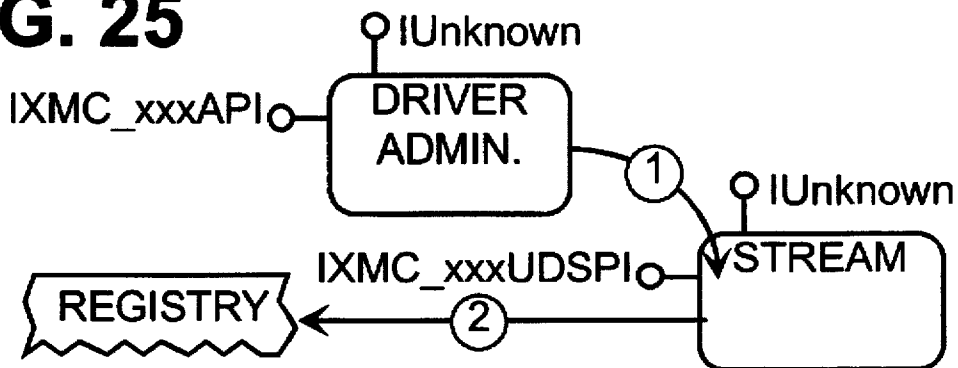 G. 25
IUnknown
IXMC_xxxAPI
DRIVER
ADMIN.
1
IUnknown
IXMC_xxxUDSPI
STREAM
REGISTRY
2